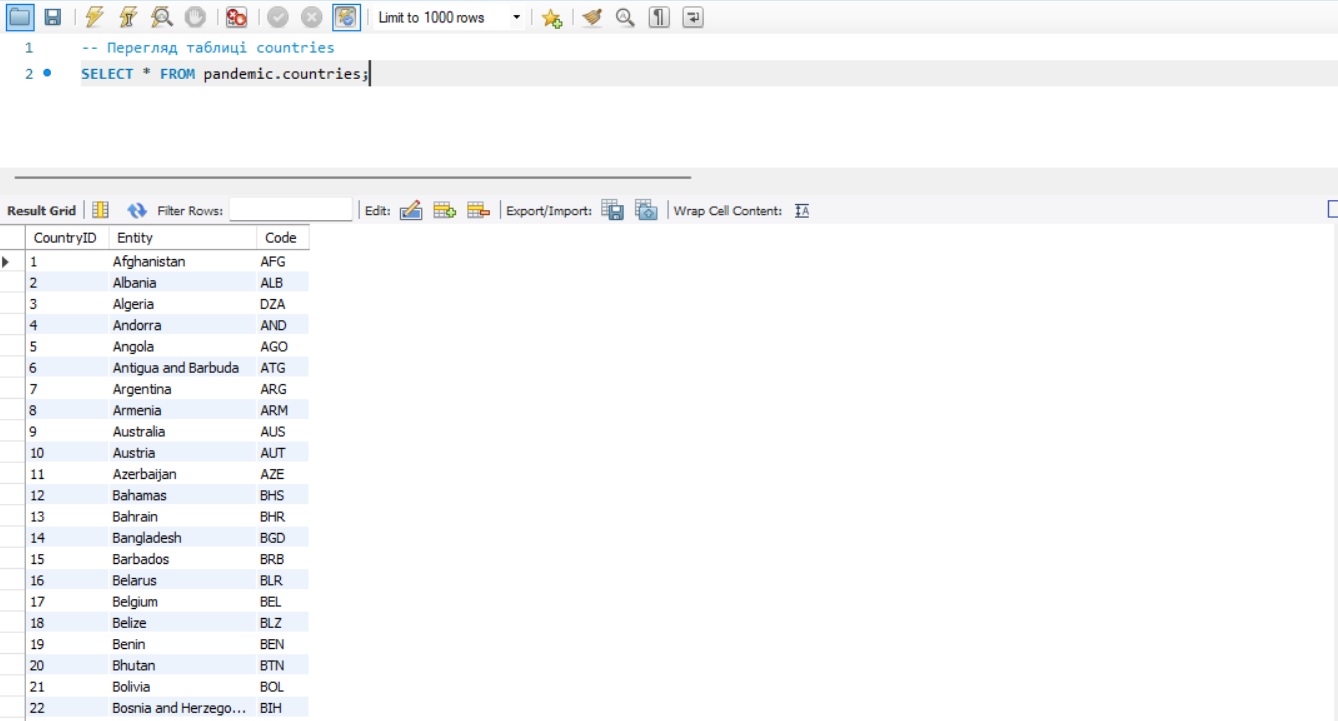 Limit to 1000 rows
1 -- Перегляд таблиці countries
2 SELECT * FROM pandemic.countries;
Result Grid Filter Rows: Edit: Export/Import: Wrap Cell Content:
CountryID Entity Code
1 Afghanistan AFG
2 Albania ALB
3 Algeria DZA
4 Andorra AND
5 Angola AGO
6 Antigua and Barbuda ATG
7 Argentina ARG
8 Armenia ARM
9 Australia AUS
10 Austria AUT
11 Azerbaijan AZE
12 Bahamas BHS
13 Bahrain BHR
14 Bangladesh BGD
15 Barbados BRB
16 Belarus BLR
17 Belgium BEL
18 Belize BLZ
19 Benin BEN
20 Bhutan BTN
21 Bolivia BOL
22 Bosnia and Herzego... BIH